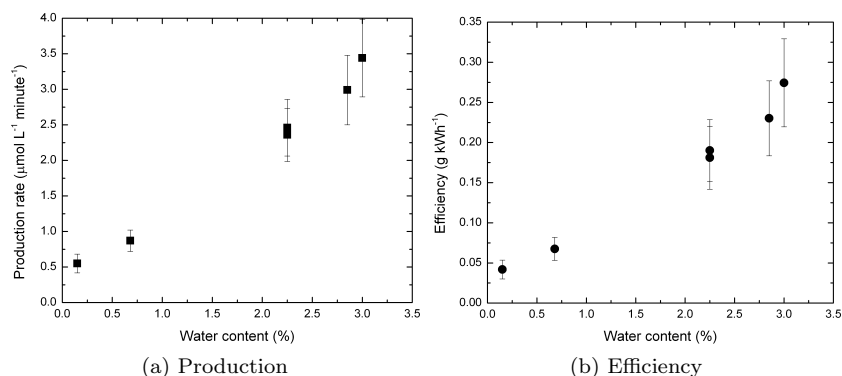 4.0
3.5
3.0
2.5
2.0
1.5
1.0
0.5
0.0
Production rate (μmol L⁻¹ minute⁻¹)
0.0 0.5 1.0 1.5 2.0 2.5 3.0 3.5
Water content (%)
(a) Production
0.35
0.30
0.25
0.20
0.15
0.10
0.05
0.00
Efficiency (g kWh⁻¹)
0.0 0.5 1.0 1.5 2.0 2.5 3.0 3.5
Water content (%)
(b) Efficiency